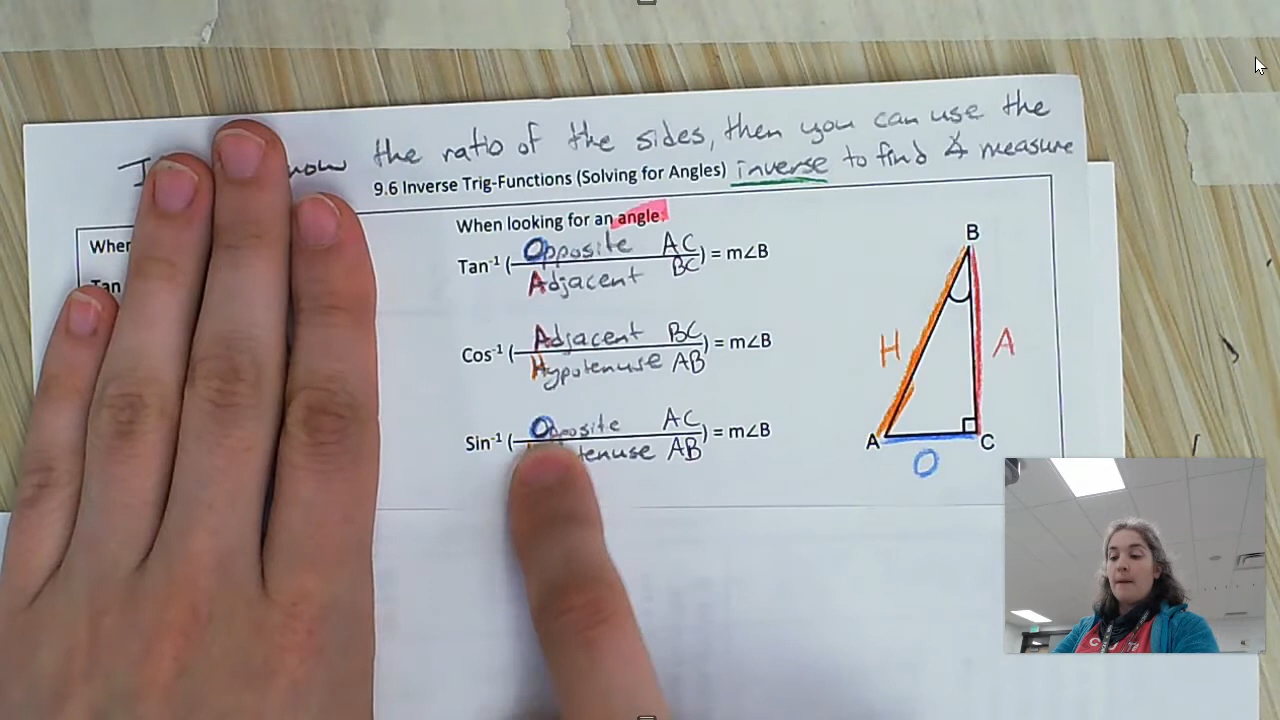 the ratio of the sides, then you can use the
9.6 Inverse Trig-Functions (Solving for Angles) inverse to find ∡ measure
When looking for an angle:
Tan⁻¹ (Opposite AC / Adjacent BC) = m∠B
Cos⁻¹ (Adjacent BC / Hypotenuse AB) = m∠B
Sin⁻¹ (Opposite AC / tenuse AB) = m∠B
B
H
A
A
C
O